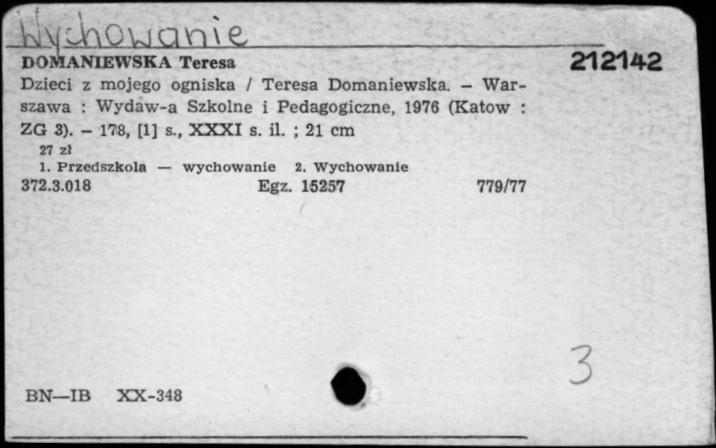 Wychowanie
DOMANIEWSKA Teresa 212142
Dzieci z mojego ogniska / Teresa Domaniewska. – War-
szawa : Wydaw-a Szkolne i Pedagogiczne, 1976 (Katow :
ZG 3). – 178, [1] s., XXXI s. il. ; 21 cm
27 zł
1. Przedszkola — wychowanie 2. Wychowanie
372.3.018 Egz. 15257 779/77
3
BN—IB XX-348